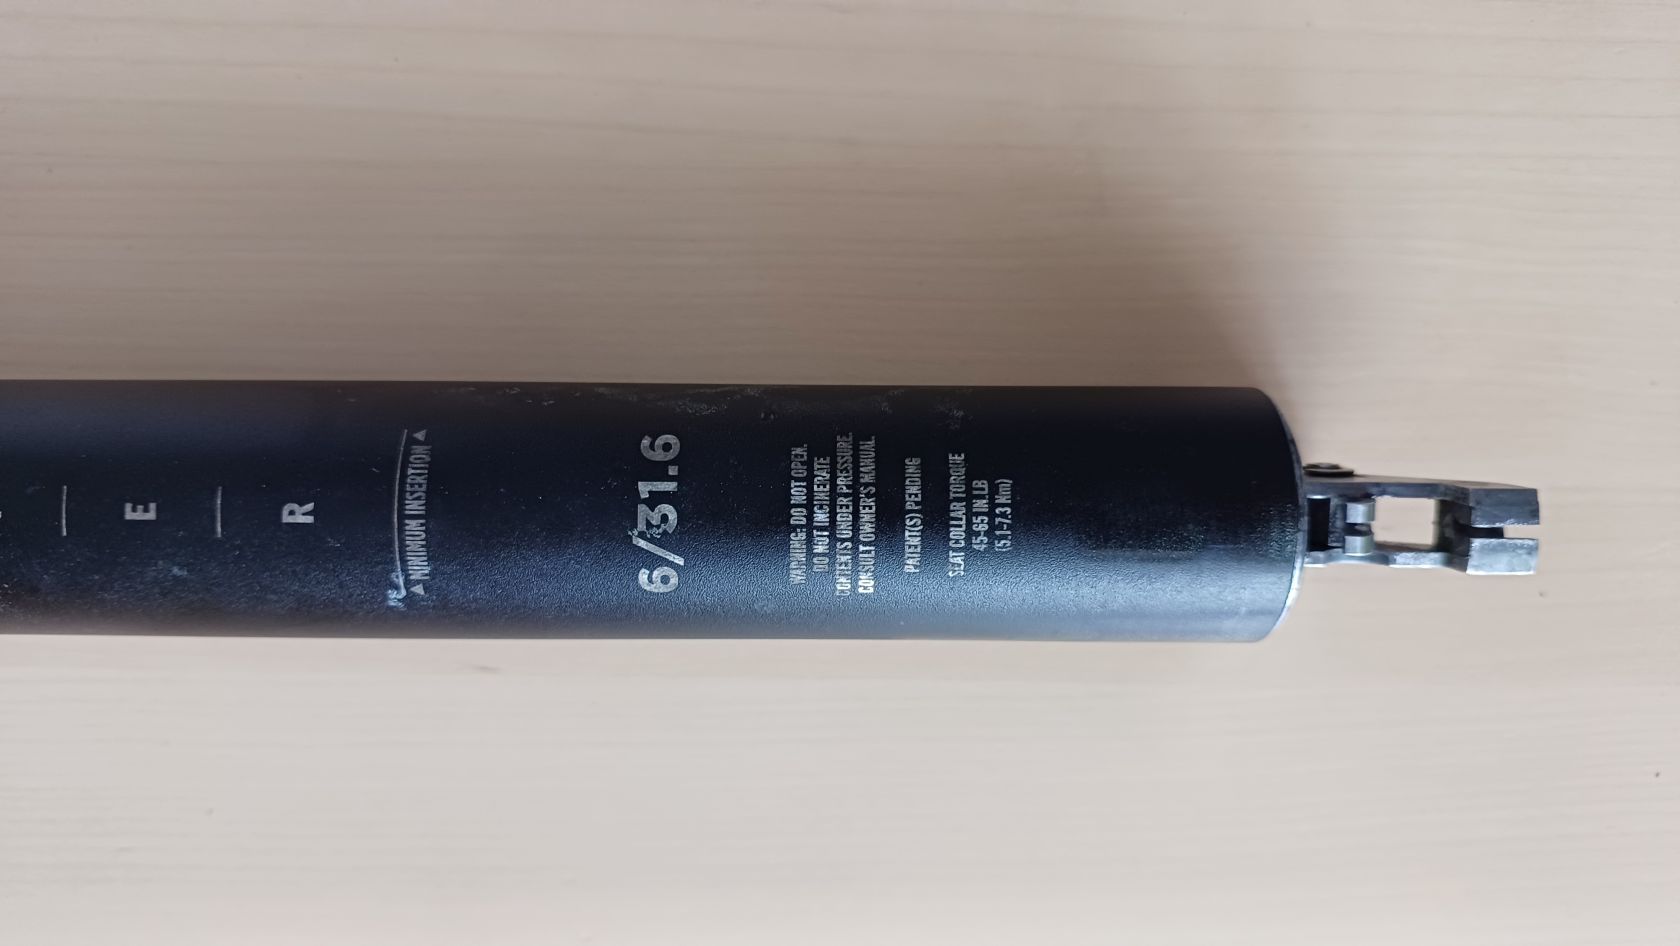 E
R
MINIMUM INSERTION
6/31.6
WARNING: DO NOT OPEN.
DO NOT INCINERATE
CONTENTS UNDER PRESSURE.
CONSULT OWNER'S MANUAL.
PATENT(S) PENDING
SEAT COLLAR TORQUE
45-65 IN.LB
(5.1-7.3 Nm)